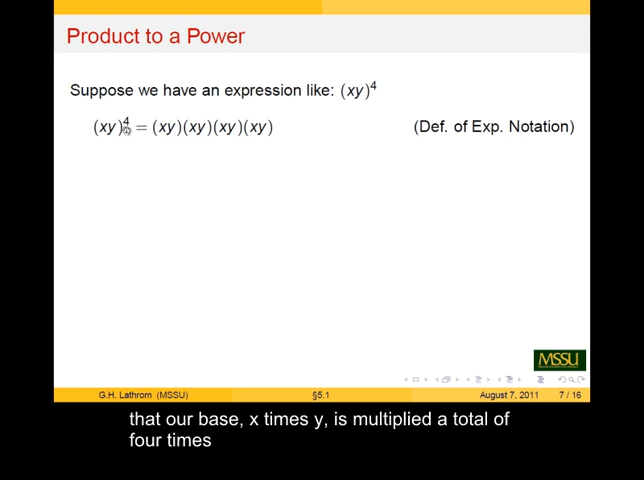 Product to a Power
Suppose we have an expression like: (xy)⁴
(xy)⁴ = (xy)(xy)(xy)(xy) (Def. of Exp. Notation)
MSSU
G.H. Lathrom (MSSU) §5.1 August 7, 2011 7 / 16
that our base, x times y, is multiplied a total of
four times